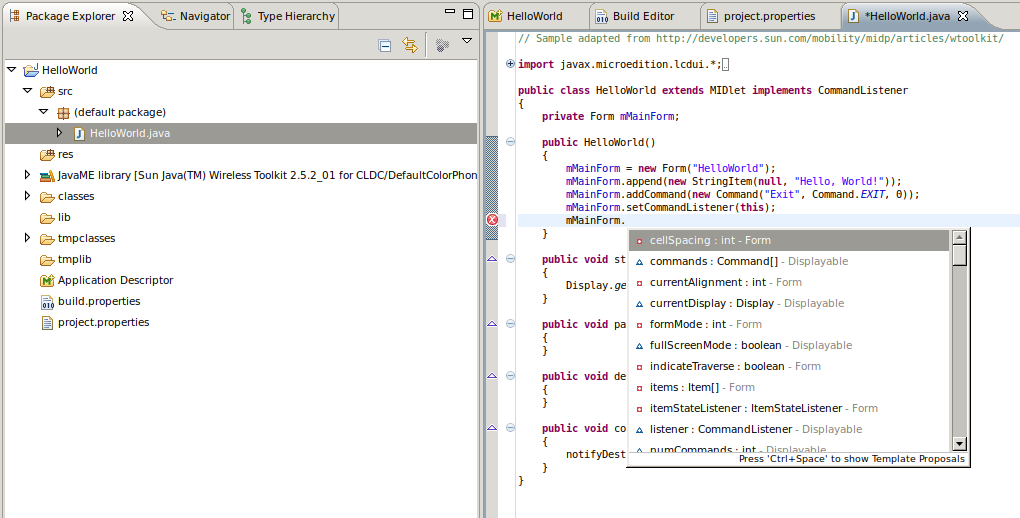 Package Explorer
Navigator
Type Hierarchy
HelloWorld
src
(default package)
HelloWorld.java
res
JavaME library [Sun Java(TM) Wireless Toolkit 2.5.2_01 for CLDC/DefaultColorPhon
classes
lib
tmpclasses
tmplib
Application Descriptor
build.properties
project.properties
HelloWorld
Build Editor
project.properties
*HelloWorld.java
// Sample adapted from http://developers.sun.com/mobility/midp/articles/wtoolkit/
import javax.microedition.lcdui.*;
public class HelloWorld extends MIDlet implements CommandListener
{
private Form mMainForm;
public HelloWorld()
{
mMainForm = new Form("HelloWorld");
mMainForm.append(new StringItem(null, "Hello, World!"));
mMainForm.addCommand(new Command("Exit", Command.EXIT, 0));
mMainForm.setCommandListener(this);
mMainForm.
}
public void st
{
Display.ge
}
public void pa
{
}
public void de
{
}
public void co
{
notifyDest
}
}
cellSpacing : int - Form
commands : Command[] - Displayable
currentAlignment : int - Form
currentDisplay : Display - Displayable
formMode : int - Form
fullScreenMode : boolean - Displayable
indicateTraverse : boolean - Form
items : Item[] - Form
itemStateListener : ItemStateListener - Form
listener : CommandListener - Displayable
numCommands : int - Displayable
Press 'Ctrl+Space' to show Template Proposals